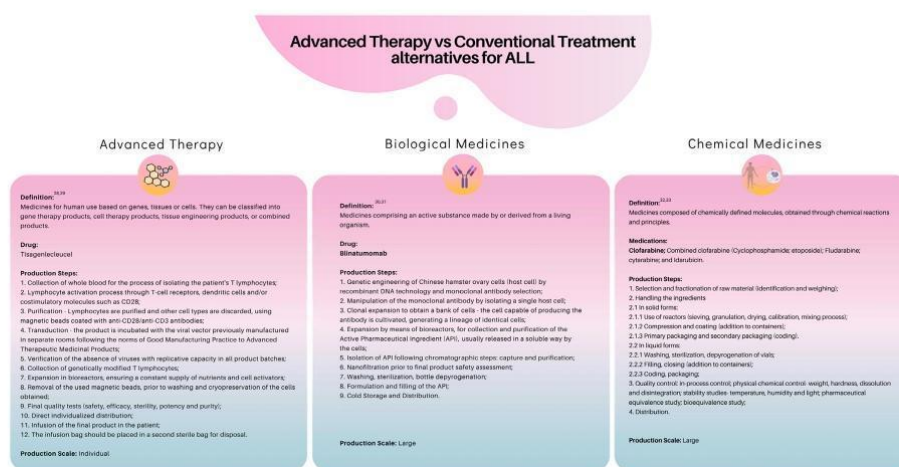 Advanced Therapy vs Conventional Treatment
alternatives for ALL
Advanced Therapy
Definition:
Medicines for human use based on genes, tissues or cells. They can be classified into
gene therapy products, cell therapy products, tissue engineering products, or combined
products.
Drug:
Tisagenlecleucel
Production Steps:
1. Collection of whole blood for the process of isolating the patient's T lymphocytes;
2. Lymphocyte activation process through T-cell receptors, dendritic cells and/or
costimulatory molecules such as CD28;
3. Purification - Lymphocytes are purified and other cell types are discarded, using
magnetic beads coated with anti-CD28/anti-CD3 antibodies;
4. Transduction - the product is incubated with the viral vector previously manufactured
in separate rooms following the norms of Good Manufacturing Practice to Advanced
Therapeutic Medicinal Products;
5. Verification of the absence of viruses with replicative capacity in all product batches;
6. Collection of genetically modified T lymphocytes;
7. Expansion in bioreactors, ensuring a constant supply of nutrients and cell activators;
8. Removal of the used magnetic beads, prior to washing and cryopreservation of the cells
obtained;
9. Final quality tests (safety, efficacy, sterility, potency and purity);
10. Direct individualized distribution;
11. Infusion of the final product in the patient;
12. The infusion bag should be placed in a second sterile bag for disposal.
Production Scale: Individual
Biological Medicines
Definition:
Medicines comprising an active substance made by or derived from a living
organism.
Drug:
Blinatumomab
Production Steps:
1. Genetic engineering of Chinese hamster ovary cells (host cell) by
recombinant DNA technology and monoclonal antibody selection;
2. Manipulation of the monoclonal antibody by isolating a single host cell;
3. Clonal expansion to obtain a bank of cells - the cell capable of producing the
antibody is cultivated, generating a lineage of identical cells;
4. Expansion by means of bioreactors, for collection and purification of the
Active Pharmaceutical Ingredient (API), usually released in a soluble way by
the cells;
5. Isolation of API following chromatographic steps: capture and purification;
6. Nanofiltration prior to final product safety assessment;
7. Washing, sterilization, bottle depyrogenation;
8. Formulation and filling of the API;
9. Cold Storage and Distribution.
Production Scale: Large
Chemical Medicines
Definition:
Medicines composed of chemically defined molecules, obtained through chemical reactions
and principles.
Medications:
Clofarabine; Combined clofarabine (Cyclophosphamide; etoposide); Fludarabine;
cytarabine; and Idarubicin.
Production Steps:
1. Selection and fractionation of raw material (identification and weighing);
2. Handling the ingredients
2.1 In solid forms:
2.1.1 Use of reactors (sieving, granulation, drying, calibration, mixing process);
2.1.2 Compression and coating (addition to containers);
2.1.3 Primary packaging and secondary packaging (coding).
2.2 In liquid forms:
2.2.1 Washing, sterilization, depyrogenation of vials;
2.2.2 Filling, closing (addition to containers);
2.2.3 Coding, packaging;
3. Quality control: in process control; physical chemical control: weight, hardness, dissolution
and disintegration; stability studies- temperature, humidity and light; pharmaceutical
equivalence study; bioequivalence study;
4. Distribution.
Production Scale: Large